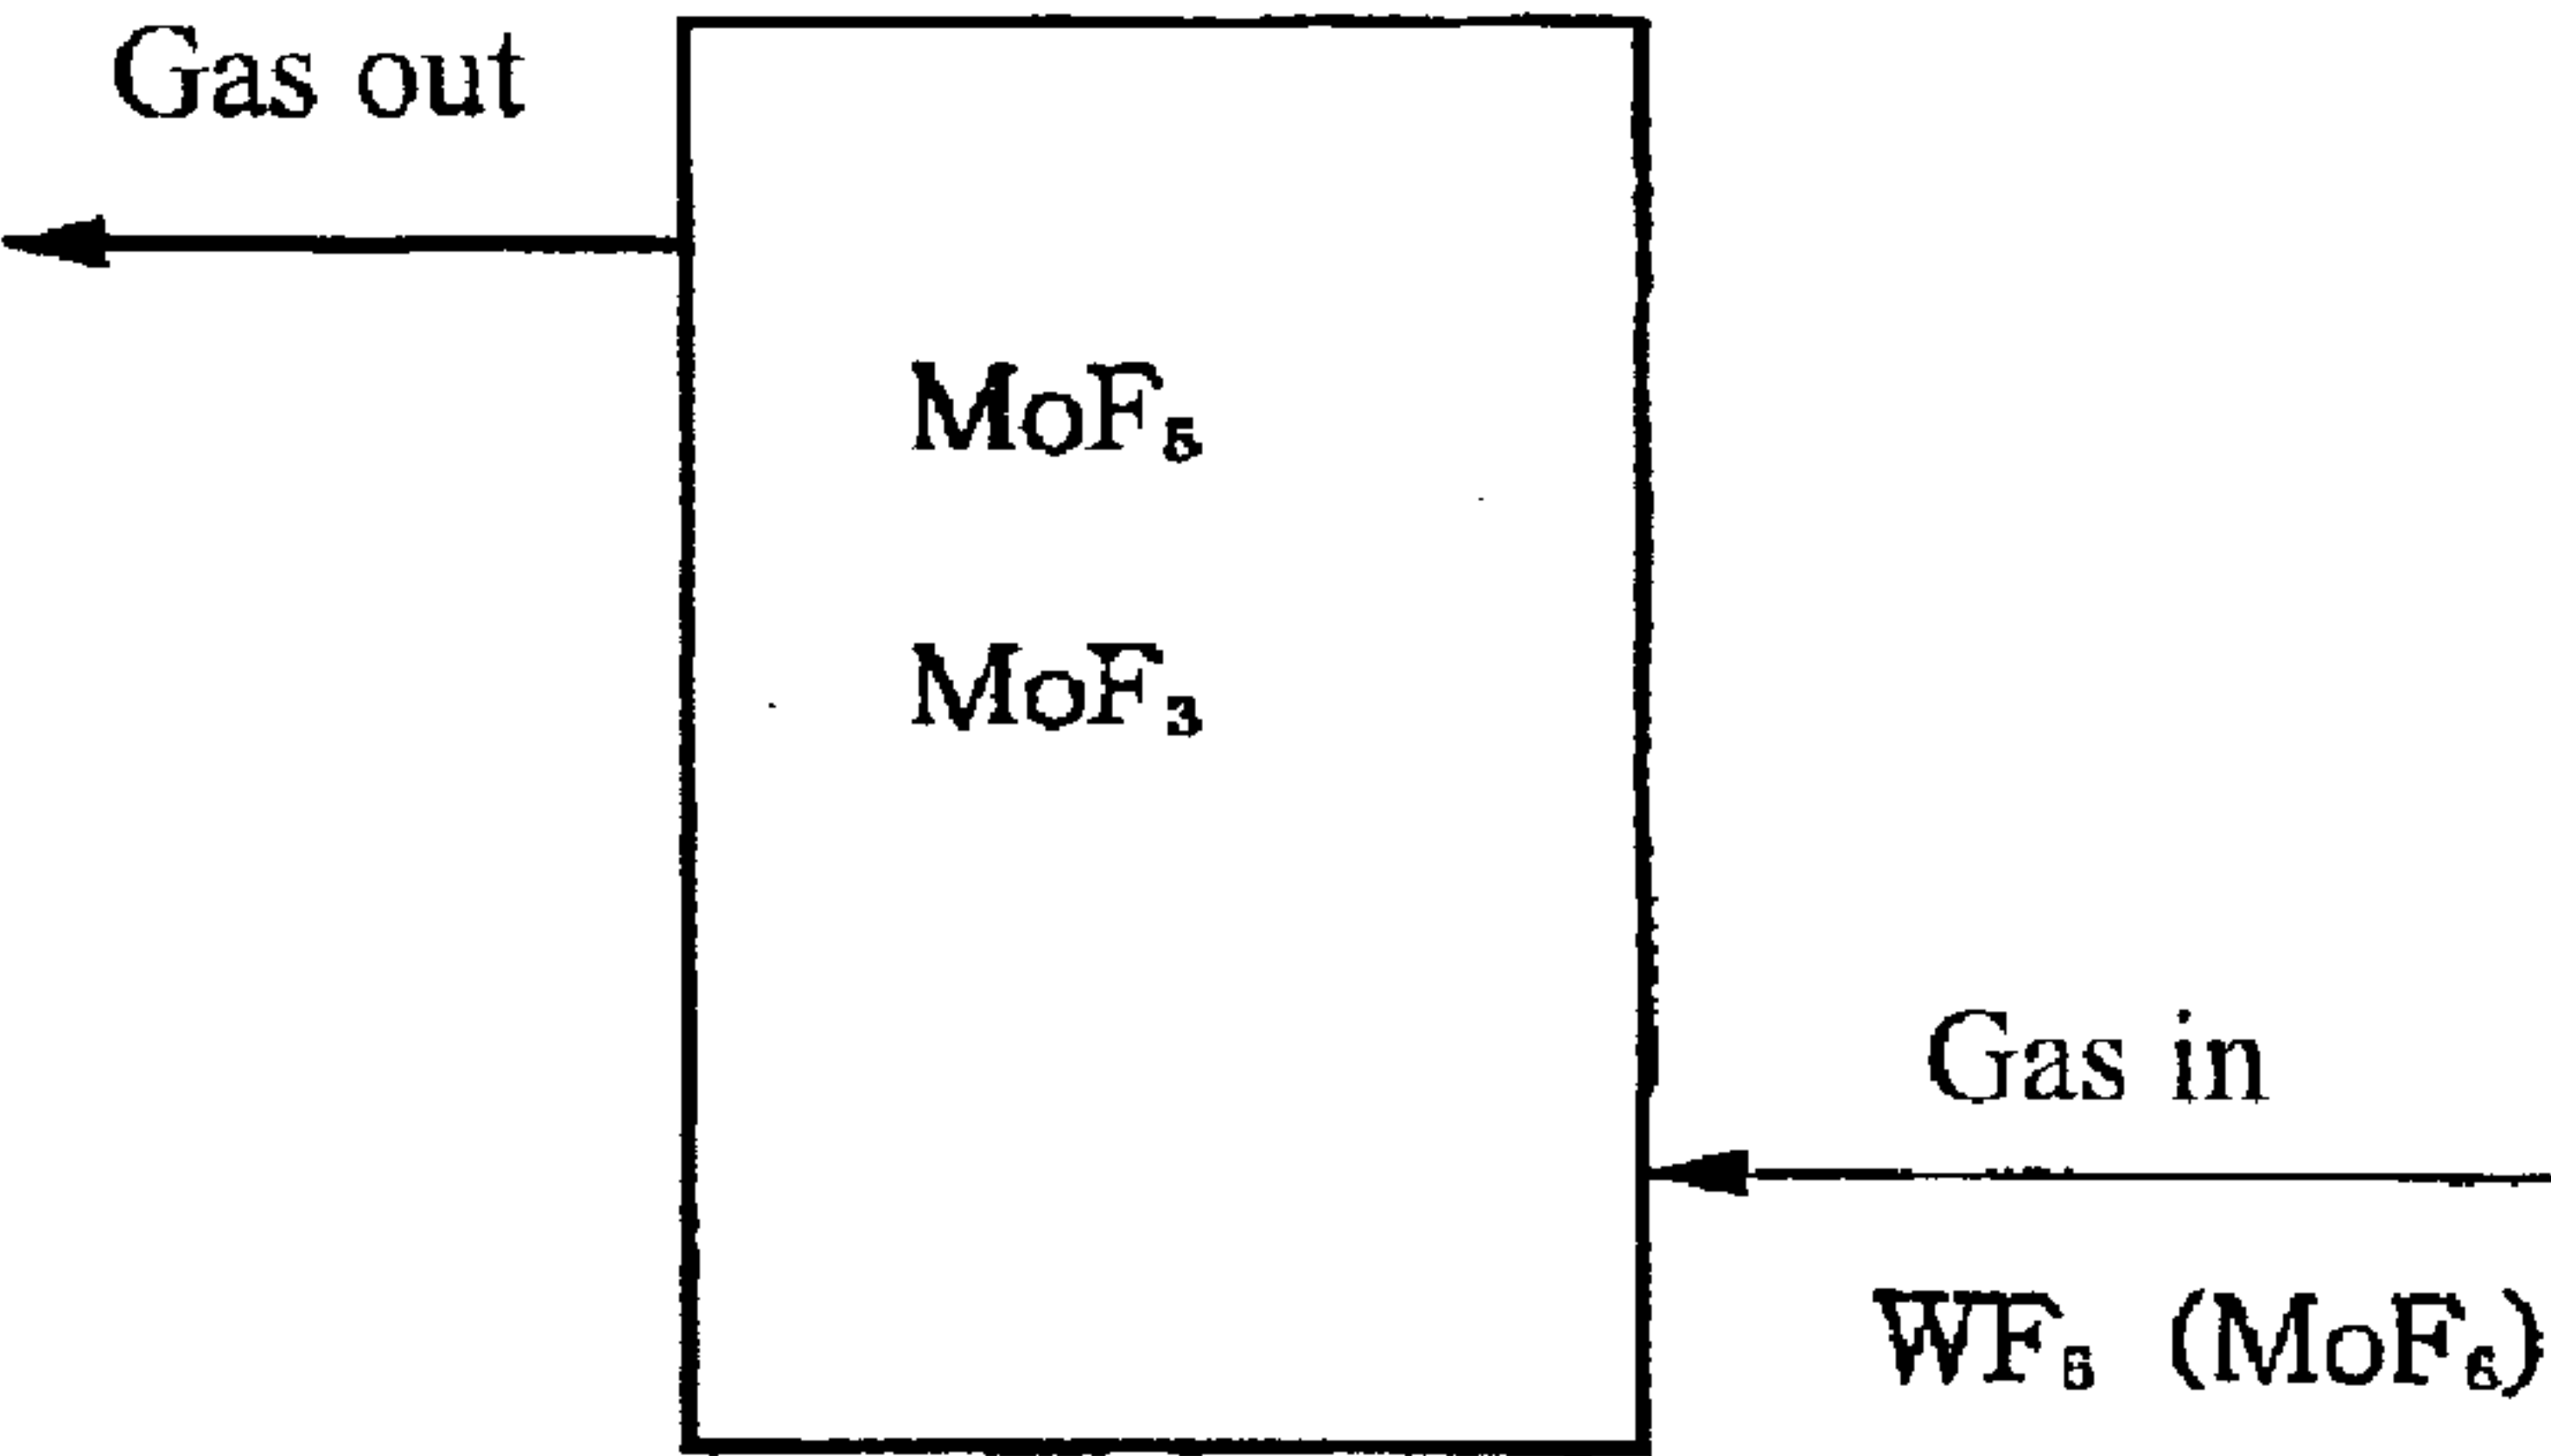 Gas out
MoF₅
MoF₃
Gas in
WF₆ (MoF₆)